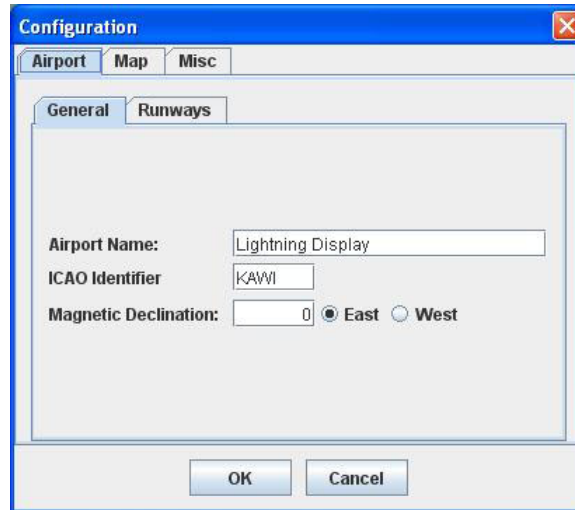 Configuration
Airport Map Misc
General Runways
Airport Name: Lightning Display
ICAO Identifier KAWI
Magnetic Declination: 0 East West
OK Cancel